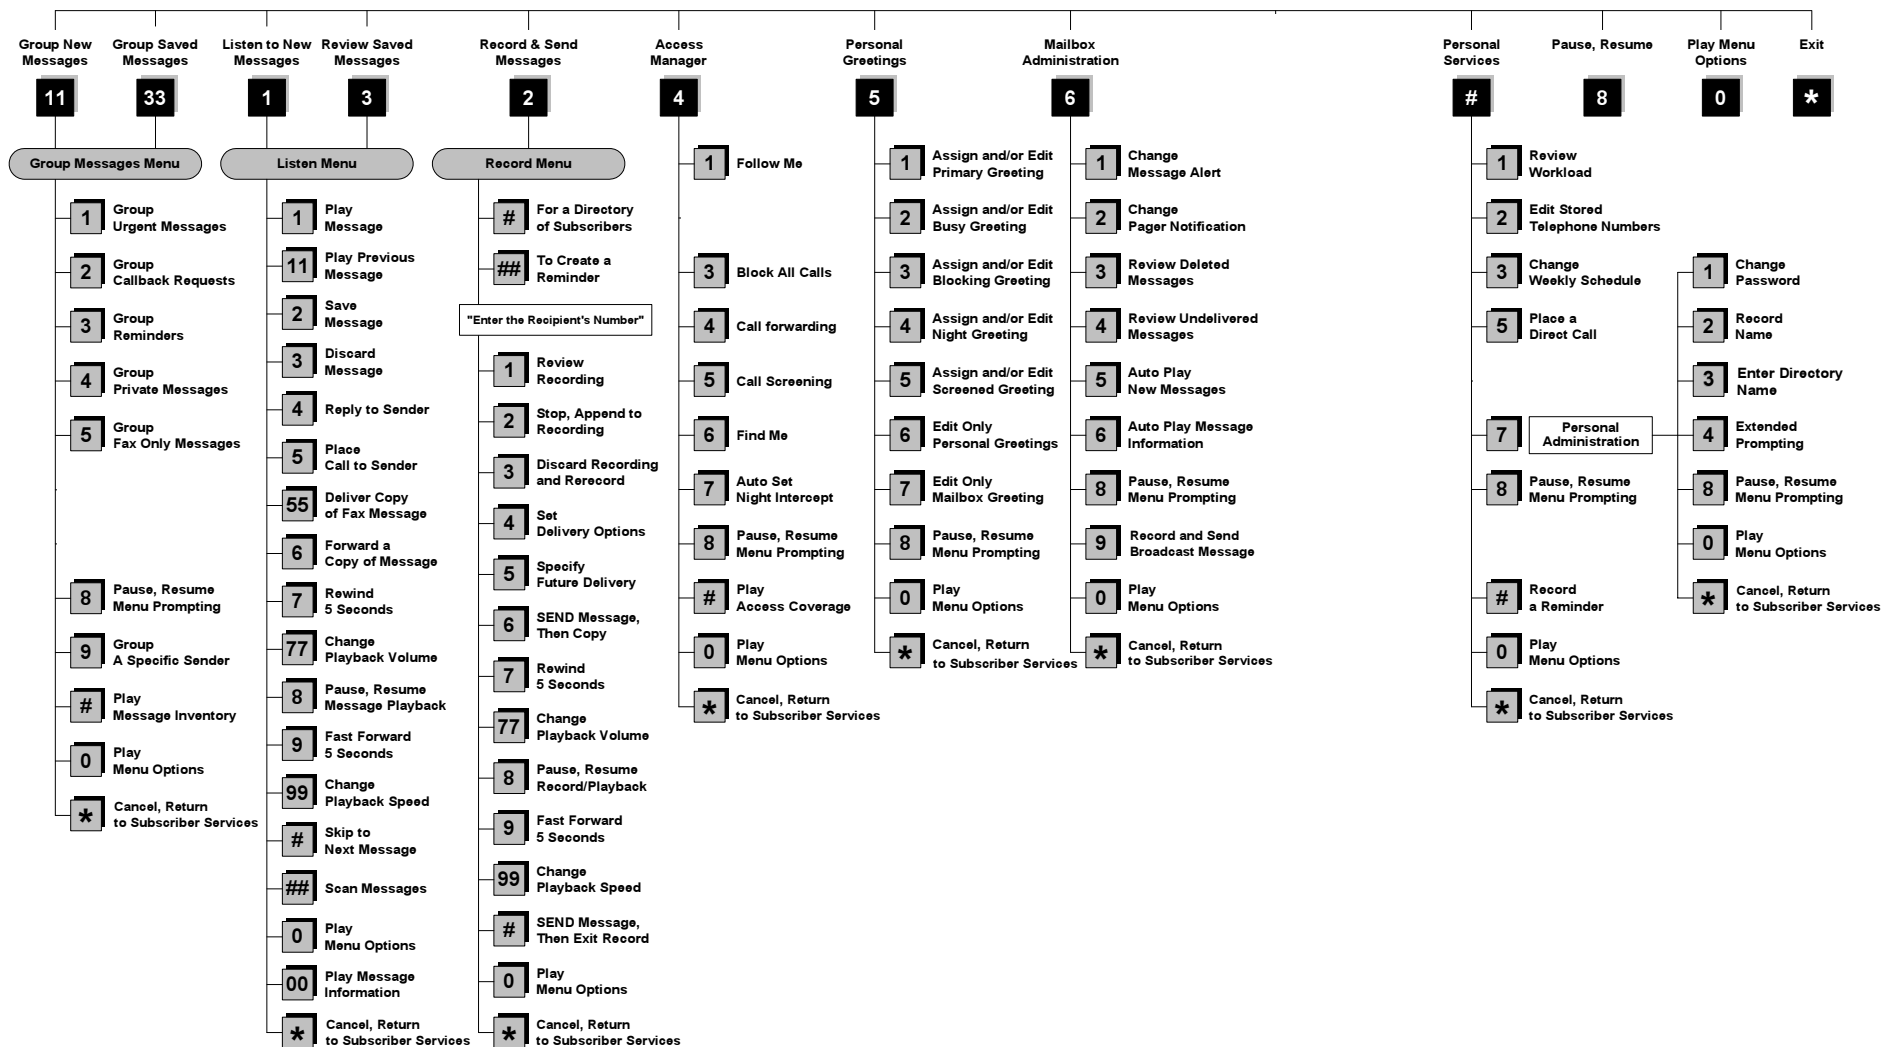 Group New
Messages
11
Group Saved
Messages
33
Listen to New
Messages
1
Review Saved
Messages
3
Record & Send
Messages
2
Access
Manager
4
Personal
Greetings
5
Mailbox
Administration
6
Personal
Services
#
Pause, Resume
8
Play Menu
Options
0
Exit
*
Group Messages Menu
1
Group
Urgent Messages
2
Group
Callback Requests
3
Group
Reminders
4
Group
Private Messages
5
Group
Fax Only Messages
8
Pause, Resume
Menu Prompting
9
Group
A Specific Sender
#
Play
Message Inventory
0
Play
Menu Options
*
Cancel, Return
to Subscriber Services
Listen Menu
1
Play
Message
11
Play Previous
Message
2
Save
Message
3
Discard
Message
4
Reply to Sender
5
Place
Call to Sender
55
Deliver Copy
of Fax Message
6
Forward a
Copy of Message
7
Rewind
5 Seconds
77
Change
Playback Volume
8
Pause, Resume
Message Playback
9
Fast Forward
5 Seconds
99
Change
Playback Speed
#
Skip to
Next Message
##
Scan Messages
0
Play
Menu Options
00
Play Message
Information
*
Cancel, Return
to Subscriber Services
Record Menu
#
For a Directory
of Subscribers
##
To Create a
Reminder
"Enter the Recipient's Number"
1
Review
Recording
2
Stop, Append to
Recording
3
Discard Recording
and Rerecord
4
Set
Delivery Options
5
Specify
Future Delivery
6
SEND Message,
Then Copy
7
Rewind
5 Seconds
77
Change
Playback Volume
8
Pause, Resume
Record/Playback
9
Fast Forward
5 Seconds
99
Change
Playback Speed
#
SEND Message,
Then Exit Record
0
Play
Menu Options
*
Cancel, Return
to Subscriber Services
1
Follow Me
3
Block All Calls
4
Call forwarding
5
Call Screening
6
Find Me
7
Auto Set
Night Intercept
8
Pause, Resume
Menu Prompting
#
Play
Access Coverage
0
Play
Menu Options
*
Cancel, Return
to Subscriber Services
1
Assign and/or Edit
Primary Greeting
2
Assign and/or Edit
Busy Greeting
3
Assign and/or Edit
Blocking Greeting
4
Assign and/or Edit
Night Greeting
5
Assign and/or Edit
Screened Greeting
6
Edit Only
Personal Greetings
7
Edit Only
Mailbox Greeting
8
Pause, Resume
Menu Prompting
0
Play
Menu Options
*
Cancel, Return
to Subscriber Services
1
Change
Message Alert
2
Change
Pager Notification
3
Review Deleted
Messages
4
Review Undelivered
Messages
5
Auto Play
New Messages
6
Auto Play Message
Information
8
Pause, Resume
Menu Prompting
9
Record and Send
Broadcast Message
0
Play
Menu Options
*
Cancel, Return
to Subscriber Services
1
Review
Workload
2
Edit Stored
Telephone Numbers
3
Change
Weekly Schedule
5
Place a
Direct Call
7
Personal
Administration
8
Pause, Resume
Menu Prompting
#
Record
a Reminder
0
Play
Menu Options
*
Cancel, Return
to Subscriber Services
1
Change
Password
2
Record
Name
3
Enter Directory
Name
4
Extended
Prompting
8
Pause, Resume
Menu Prompting
0
Play
Menu Options
*
Cancel, Return
to Subscriber Services